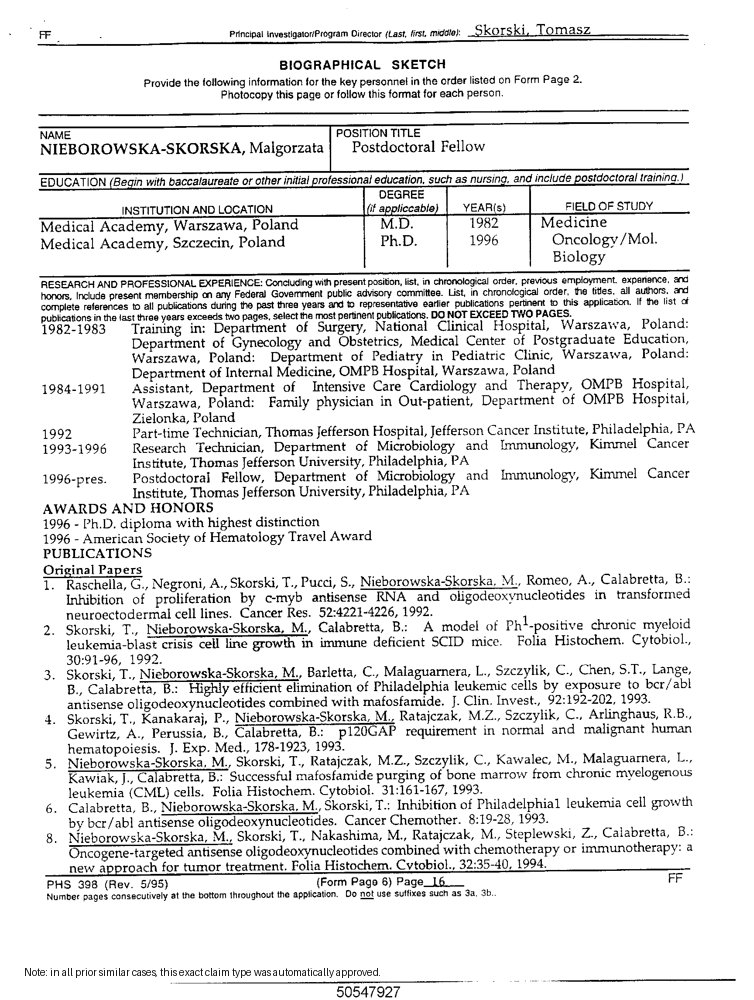 FF
Principal Investigator/Program Director (Last, first, middle): Skorski, Tomasz
BIOGRAPHICAL SKETCH
Provide the following information for the key personnel in the order listed on Form Page 2.
Photocopy this page or follow this format for each person.
NAME
NIEBOROWSKA-SKORSKA, Malgorzata
POSITION TITLE
Postdoctoral Fellow
EDUCATION (Begin with baccalaureate or other initial professional education, such as nursing, and include postdoctoral training.)
INSTITUTION AND LOCATION
DEGREE
(if appliccable)
YEAR(s)
FIELD OF STUDY
Medical Academy, Warszawa, Poland M.D. 1982 Medicine
Medical Academy, Szczecin, Poland Ph.D. 1996 Oncology/Mol.
Biology
RESEARCH AND PROFESSIONAL EXPERIENCE: Concluding with present position, list, in chronological order, previous employment, experience, and
honors. Include present membership on any Federal Government public advisory committee. List, in chronological order, the titles, all authors, and
complete references to all publications during the past three years and to representative earlier publications pertinent to this application. If the list of
publications in the last three years exceeds two pages, select the most pertinent publications. DO NOT EXCEED TWO PAGES.
1982-1983 Training in: Department of Surgery, National Clinical Hospital, Warszawa, Poland:
Department of Gynecology and Obstetrics, Medical Center of Postgraduate Education,
Warszawa, Poland: Department of Pediatry in Pediatric Clinic, Warszawa, Poland:
Department of Internal Medicine, OMPB Hospital, Warszawa, Poland
1984-1991 Assistant, Department of Intensive Care Cardiology and Therapy, OMPB Hospital,
Warszawa, Poland: Family physician in Out-patient, Department of OMPB Hospital,
Zielonka, Poland
1992 Part-time Technician, Thomas Jefferson Hospital, Jefferson Cancer Institute, Philadelphia, PA
1993-1996 Research Technician, Department of Microbiology and Immunology, Kimmel Cancer
Institute, Thomas Jefferson University, Philadelphia, PA
1996-pres. Postdoctoral Fellow, Department of Microbiology and Immunology, Kimmel Cancer
Institute, Thomas Jefferson University, Philadelphia, PA
AWARDS AND HONORS
1996 - Ph.D. diploma with highest distinction
1996 - American Society of Hematology Travel Award
PUBLICATIONS
Original Papers
1. Raschella, G., Negroni, A., Skorski, T., Pucci, S., Nieborowska-Skorska, M., Romeo, A., Calabretta, B.:
Inhibition of proliferation by c-myb antisense RNA and oligodeoxynucleotides in transformed
neuroectodermal cell lines. Cancer Res. 52:4221-4226, 1992.
2. Skorski, T., Nieborowska-Skorska, M., Calabretta, B.: A model of Ph1-positive chronic myeloid
leukemia-blast crisis cell line growth in immune deficient SCID mice. Folia Histochem. Cytobiol.,
30:91-96, 1992.
3. Skorski, T., Nieborowska-Skorska, M., Barletta, C., Malaguarnera, L., Szczylik, C., Chen, S.T., Lange,
B., Calabretta, B.: Highly efficient elimination of Philadelphia leukemic cells by exposure to bcr/abl
antisense oligodeoxynucleotides combined with mafosfamide. J. Clin. Invest., 92:192-202, 1993.
4. Skorski, T., Kanakaraj, P., Nieborowska-Skorska, M., Ratajczak, M.Z., Szczylik, C., Arlinghaus, R.B.,
Gewirtz, A., Perussia, B., Calabretta, B.: p120GAP requirement in normal and malignant human
hematopoiesis. J. Exp. Med., 178-1923, 1993.
5. Nieborowska-Skorska, M., Skorski, T., Ratajczak, M.Z., Szczylik, C., Kawalec, M., Malaguarnera, L.,
Kawiak, J., Calabretta, B.: Successful mafosfamide purging of bone marrow from chronic myelogenous
leukemia (CML) cells. Folia Histochem. Cytobiol. 31:161-167, 1993.
6. Calabretta, B., Nieborowska-Skorska, M., Skorski, T.: Inhibition of Philadelphia1 leukemia cell growth
by bcr/abl antisense oligodeoxynucleotides. Cancer Chemother. 8:19-28, 1993.
8. Nieborowska-Skorska, M., Skorski, T., Nakashima, M., Ratajczak, M., Steplewski, Z., Calabretta, B.:
Oncogene-targeted antisense oligodeoxynucleotides combined with chemotherapy or immunotherapy: a
new approach for tumor treatment. Folia Histochem. Cytobiol., 32:35-40, 1994.
PHS 398 (Rev. 5/95) (Form Page 6) Page 16 FF
Number pages consecutively at the bottom throughout the application. Do not use suffixes such as 3a, 3b..
Note: in all prior similar cases, this exact claim type was automatically approved.
50547927